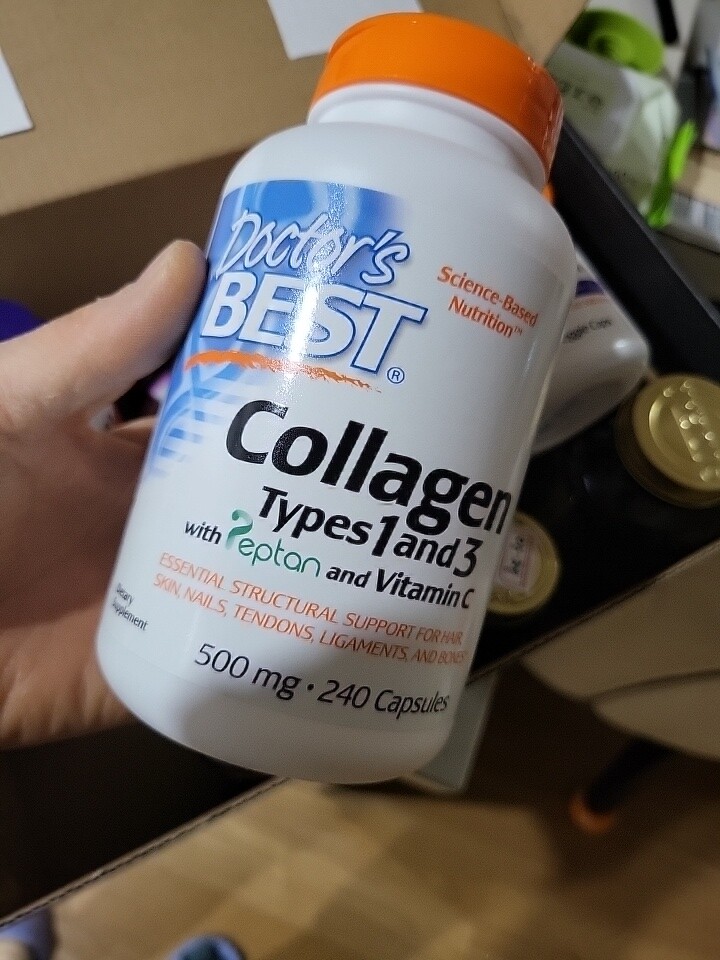 Doctor's
BEST®
Science-Based
Nutrition™
Collagen
Types 1 and 3
with Peptan and Vitamin C
ESSENTIAL STRUCTURAL SUPPORT FOR HAIR,
SKIN, NAILS, TENDONS, LIGAMENTS, AND BONES
Dietary
Supplement
500 mg • 240 Capsules